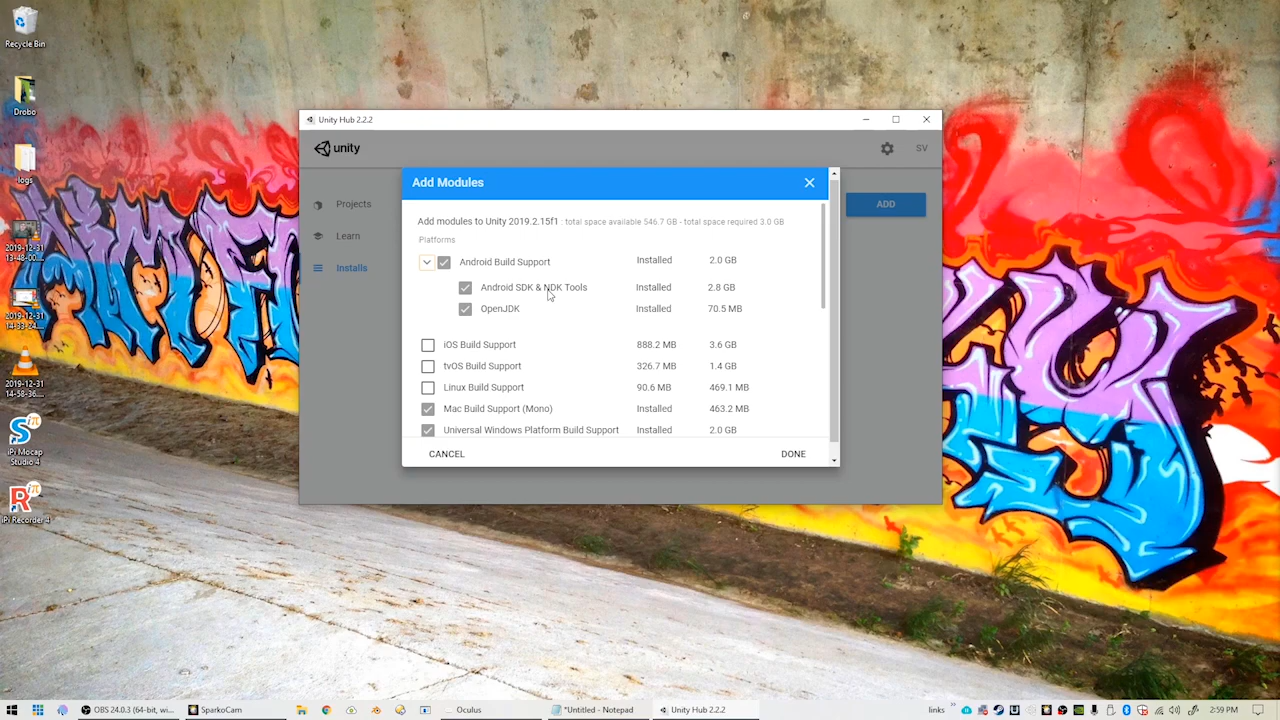 Recycle Bin
Drobo
logs
2019-12-31
13-48-00....
2019-12-31
14-33-24...
2019-12-31
14-58-36....
iPi Mocap
Studio 4
iPi Recorder 4
Unity Hub 2.2.2
unity
SV
Projects
Learn
Installs
ADD
Add Modules
Add modules to Unity 2019.2.15f1 : total space available 546.7 GB - total space required 3.0 GB
Platforms
Android Build Support Installed 2.0 GB
Android SDK & NDK Tools Installed 2.8 GB
OpenJDK Installed 70.5 MB
iOS Build Support 888.2 MB 3.6 GB
tvOS Build Support 326.7 MB 1.4 GB
Linux Build Support 90.6 MB 469.1 MB
Mac Build Support (Mono) Installed 463.2 MB
Universal Windows Platform Build Support Installed 2.0 GB
CANCEL DONE
OBS 24.0.3 (64-bit, wi... SparkoCam Oculus *Untitled - Notepad Unity Hub 2.2.2 links 2:59 PM